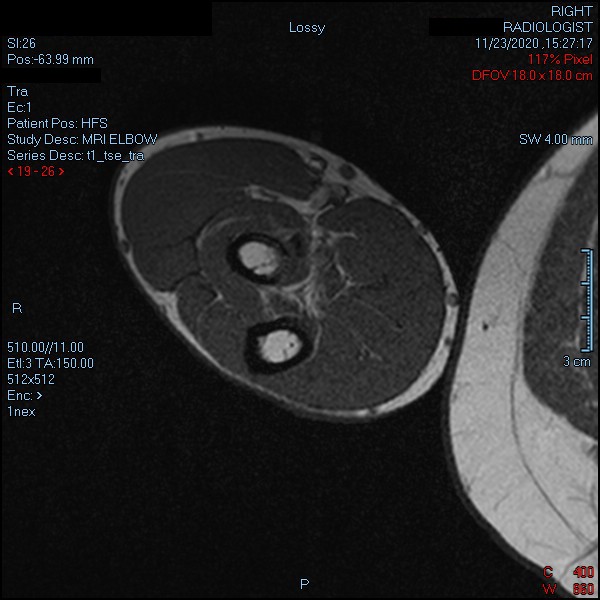 RIGHT
Lossy
RADIOLOGIST
SI:26
11/23/2020 ,15:27:17
Pos:-63.99 mm
117% Pixel
DFOV 18.0 x 18.0 cm
Tra
Ec:1
Patient Pos: HFS
Study Desc: MRI ELBOW
SW 4.00 mm
Series Desc: t1_tse_tra
< 19 - 26 >
R
510.00//11.00
Etl:3 TA:150.00
3 cm
512x512
Enc: >
1nex
P
C 400
W 860